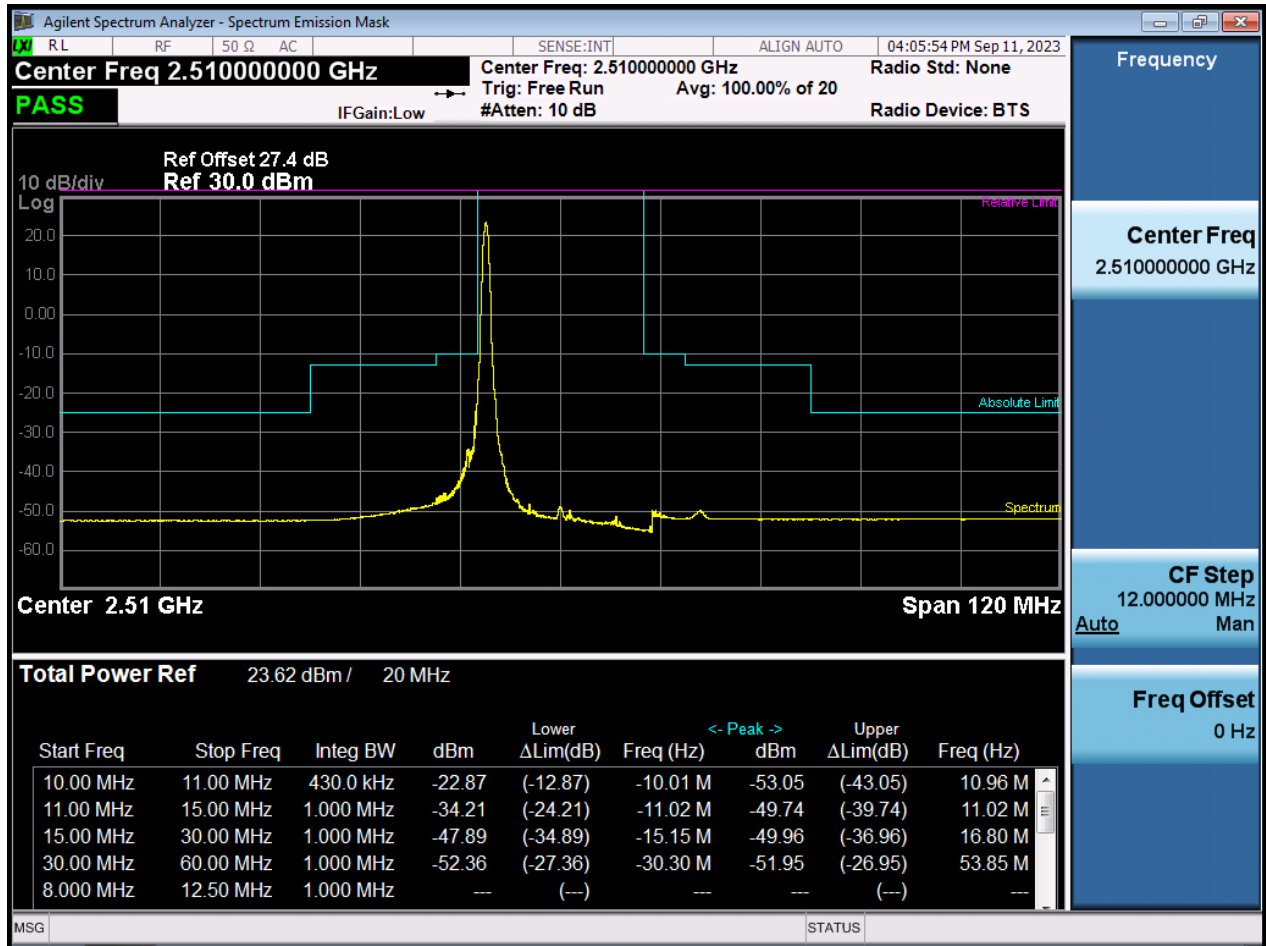 Agilent Spectrum Analyzer - Spectrum Emission Mask
LXI RL RF 50 Ω AC SENSE:INT ALIGN AUTO 04:05:54 PM Sep 11, 2023
Center Freq 2.510000000 GHz
PASS
IFGain:Low
Center Freq: 2.510000000 GHz
Trig: Free Run Avg: 100.00% of 20
#Atten: 10 dB
Radio Std: None
Radio Device: BTS
Ref Offset 27.4 dB
10 dB/div Ref 30.0 dBm
Log
Relative Limit
20.0
10.0
0.00
-10.0
-20.0
Absolute Limit
-30.0
-40.0
-50.0
Spectrum
-60.0
Center 2.51 GHz Span 120 MHz
Total Power Ref 23.62 dBm / 20 MHz
Lower <- Peak -> Upper
Start Freq Stop Freq Integ BW dBm ΔLim(dB) Freq (Hz) dBm ΔLim(dB) Freq (Hz)
10.00 MHz 11.00 MHz 430.0 kHz -22.87 (-12.87) -10.01 M -53.05 (-43.05) 10.96 M
11.00 MHz 15.00 MHz 1.000 MHz -34.21 (-24.21) -11.02 M -49.74 (-39.74) 11.02 M
15.00 MHz 30.00 MHz 1.000 MHz -47.89 (-34.89) -15.15 M -49.96 (-36.96) 16.80 M
30.00 MHz 60.00 MHz 1.000 MHz -52.36 (-27.36) -30.30 M -51.95 (-26.95) 53.85 M
8.000 MHz 12.50 MHz 1.000 MHz --- (---) --- --- (---) ---
MSG STATUS
Frequency
Center Freq
2.510000000 GHz
CF Step
12.000000 MHz
Auto Man
Freq Offset
0 Hz